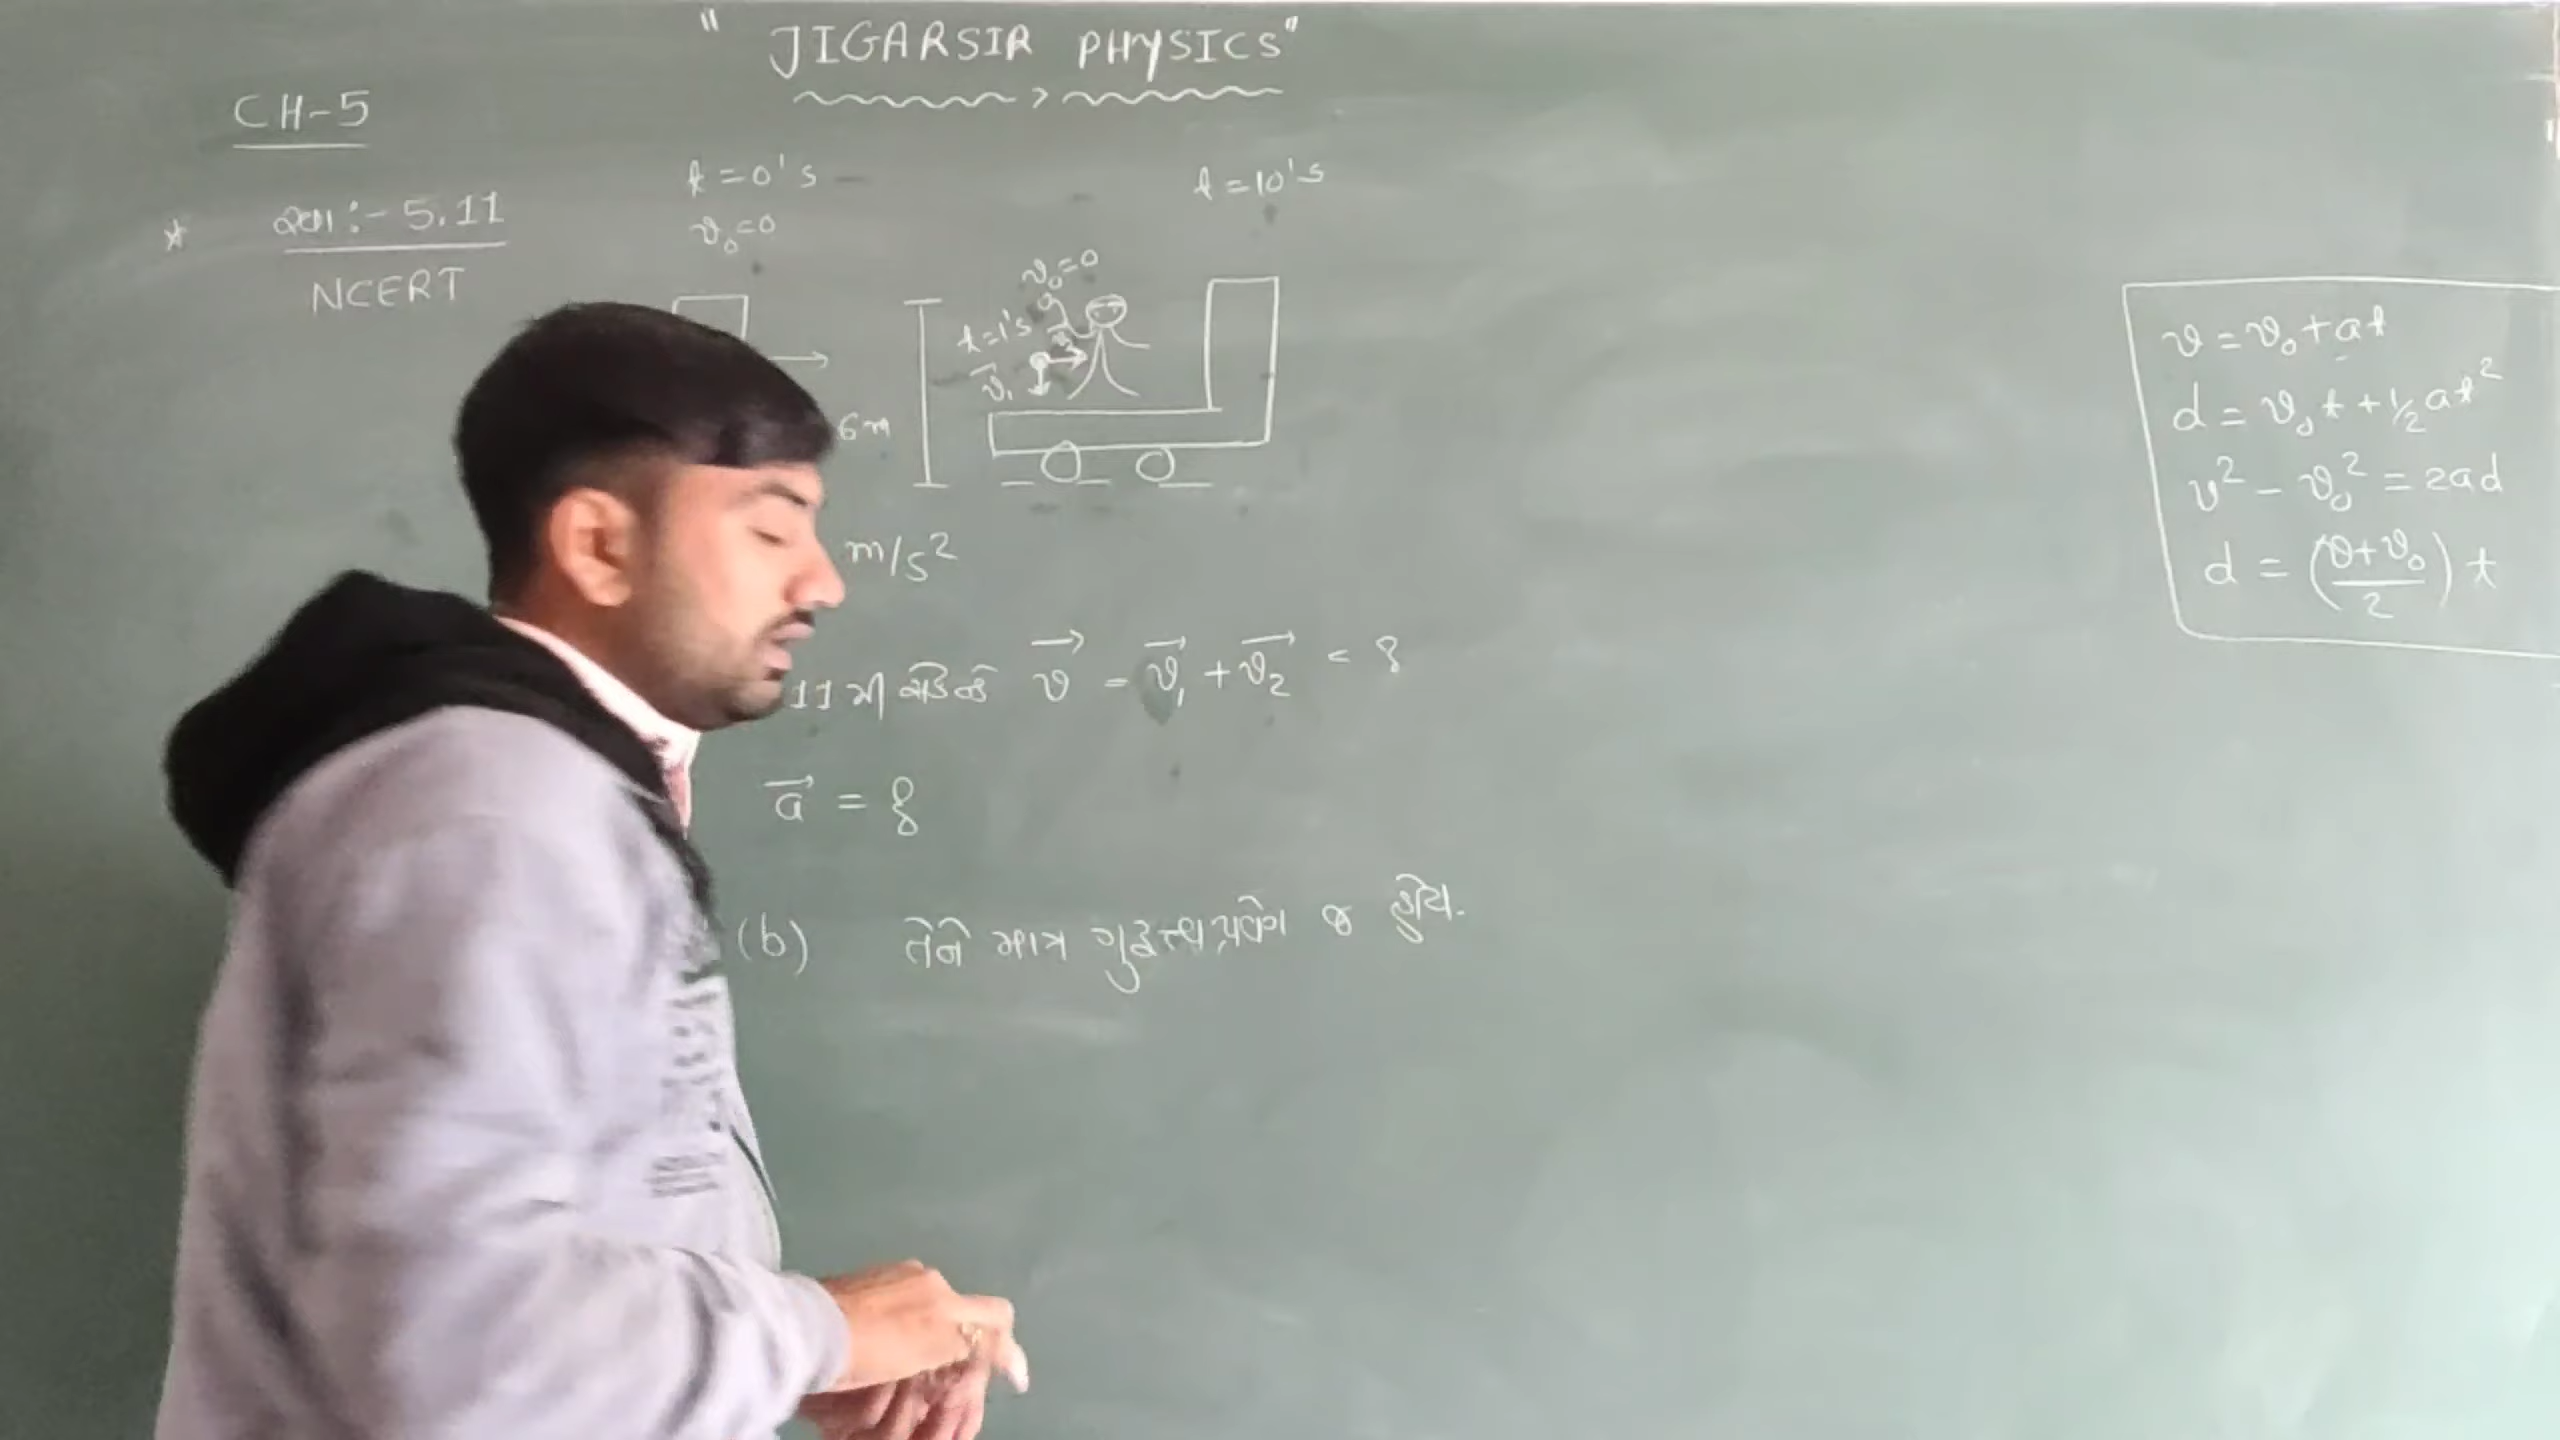 " JIGARSIR PHYSICS"
CH-5
* સ્વા :- 5.11
NCERT
t = 0's
v₀ = 0
t = 10's
v₀ = 0
t = 1's
v⃗₁
6m
m/s²
11 મી સેકંડે v⃗ = v⃗₁ + v⃗₂ = ?
a⃗ = ?
(b) તેને માત્ર ગુરુત્વપ્રવેગ જ હોય.
v = v₀ + at
d = v₀t + ½at²
v² - v₀² = 2ad
d = (v + v₀ / 2) t